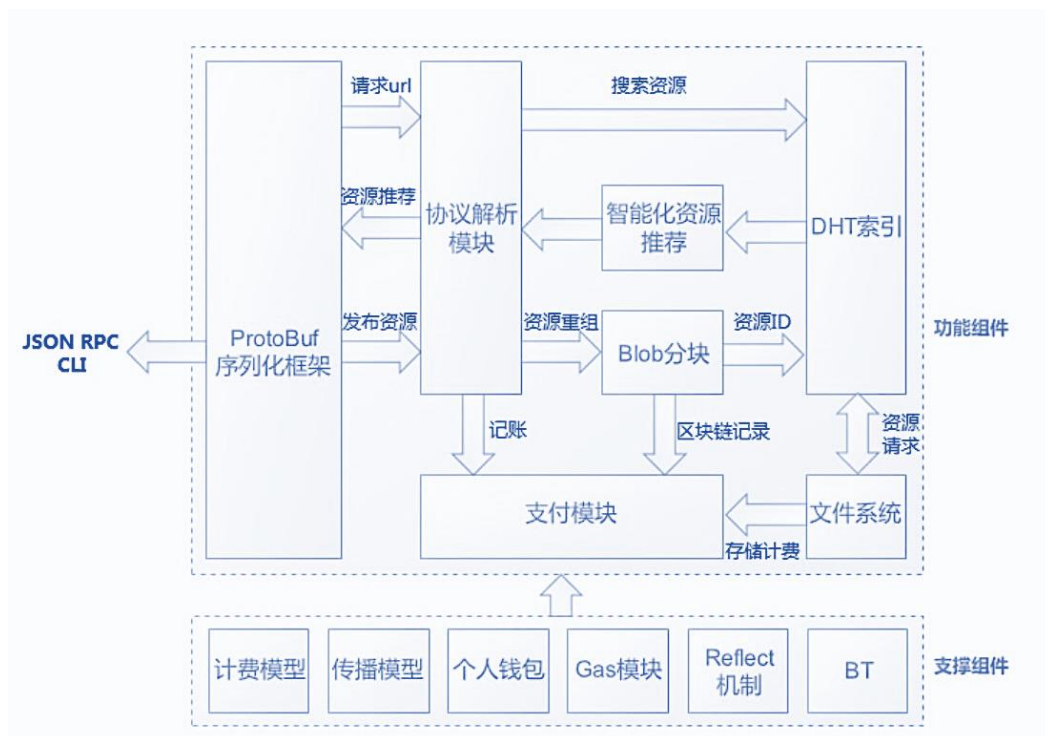 请求url
搜索资源
资源推荐
协议解析
模块
智能化资源
推荐
DHT索引
JSON RPC
CLI
ProtoBuf
序列化框架
发布资源
资源重组
Blob分块
资源ID
功能组件
记账
区块链记录
资源
请求
支付模块
文件系统
存储计费
计费模型
传播模型
个人钱包
Gas模块
Reflect
机制
BT
支撑组件